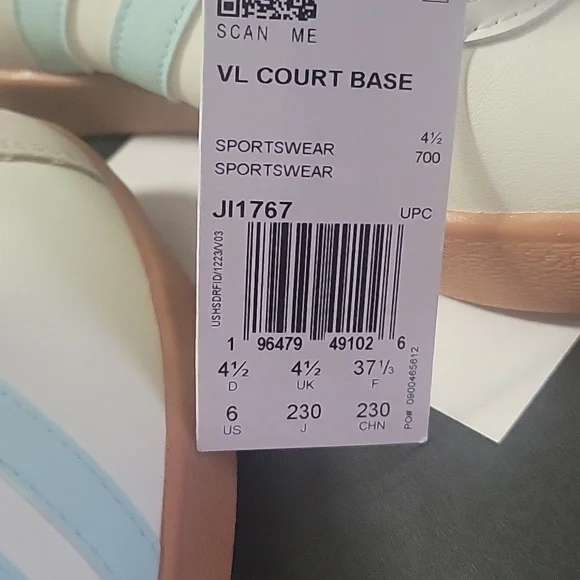 SCAN ME
VL COURT BASE
SPORTSWEAR 4½
SPORTSWEAR 700
JI1767 UPC
USHSDRFID/1223/V03
1 96479 49102 6
4½ 4½ 37⅓
D UK F
6 230 230
US J CHN
PO# 0900465612